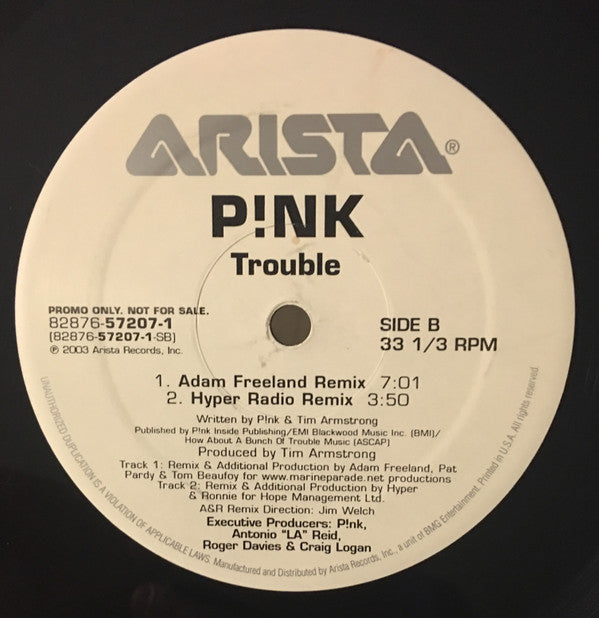 ARISTA®
P!NK
Trouble
PROMO ONLY. NOT FOR SALE.
82876-57207-1
(82876-57207-1-SB)
℗ 2003 Arista Records, Inc.
SIDE B
33 1/3 RPM
1. Adam Freeland Remix 7:01
2. Hyper Radio Remix 3:50
Written by P!nk & Tim Armstrong
Published by P!nk Inside Publishing/EMI Blackwood Music Inc. (BMI)/
How About A Bunch Of Trouble Music (ASCAP)
Produced by Tim Armstrong
Track 1: Remix & Additional Production by Adam Freeland, Pat
Pardy & Tom Beaufoy for www.marineparade.net productions
Track 2: Remix & Additional Production by Hyper
& Ronnie for Hope Management Ltd.
A&R Remix Direction: Jim Welch
Executive Producers: P!nk,
Antonio "LA" Reid,
Roger Davies & Craig Logan
UNAUTHORIZED DUPLICATION IS A VIOLATION OF APPLICABLE LAWS. Manufactured and Distributed by Arista Records, Inc., a unit of BMG Entertainment. Printed in U.S.A. All rights reserved.